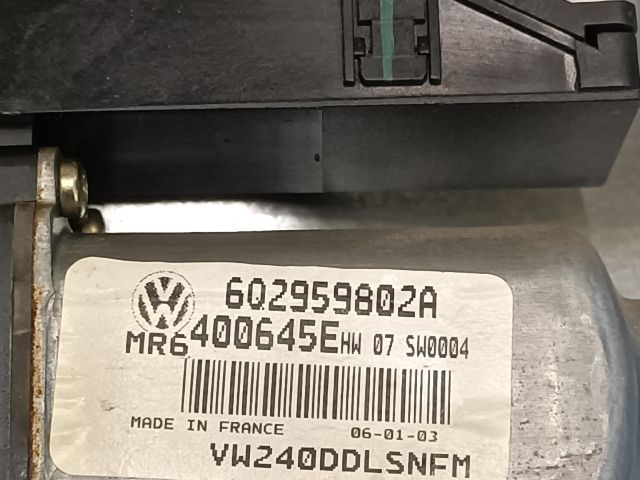 6Q2959802A
MR6400645E HW 07 SW0004
MADE IN FRANCE 06-01-03
VW240DDLSNFM